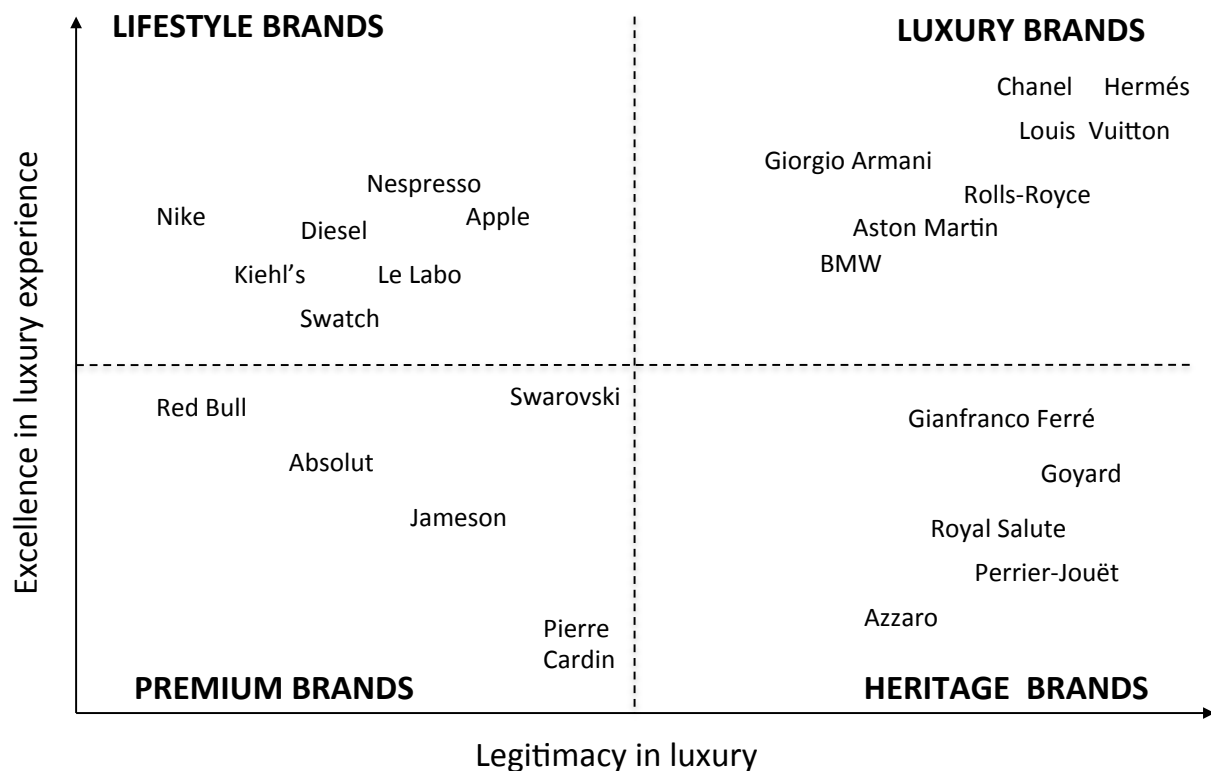 LIFESTYLE BRANDS
LUXURY BRANDS
Chanel
Hermés
Louis Vuitton
Giorgio Armani
Nespresso
Rolls-Royce
Nike
Apple
Diesel
Aston Martin
BMW
Kiehl’s
Le Labo
Swatch
Excellence in luxury experience
Swarovski
Red Bull
Gianfranco Ferré
Absolut
Goyard
Jameson
Royal Salute
Perrier-Jouët
Azzaro
Pierre
Cardin
PREMIUM BRANDS
HERITAGE BRANDS
Legitimacy in luxury